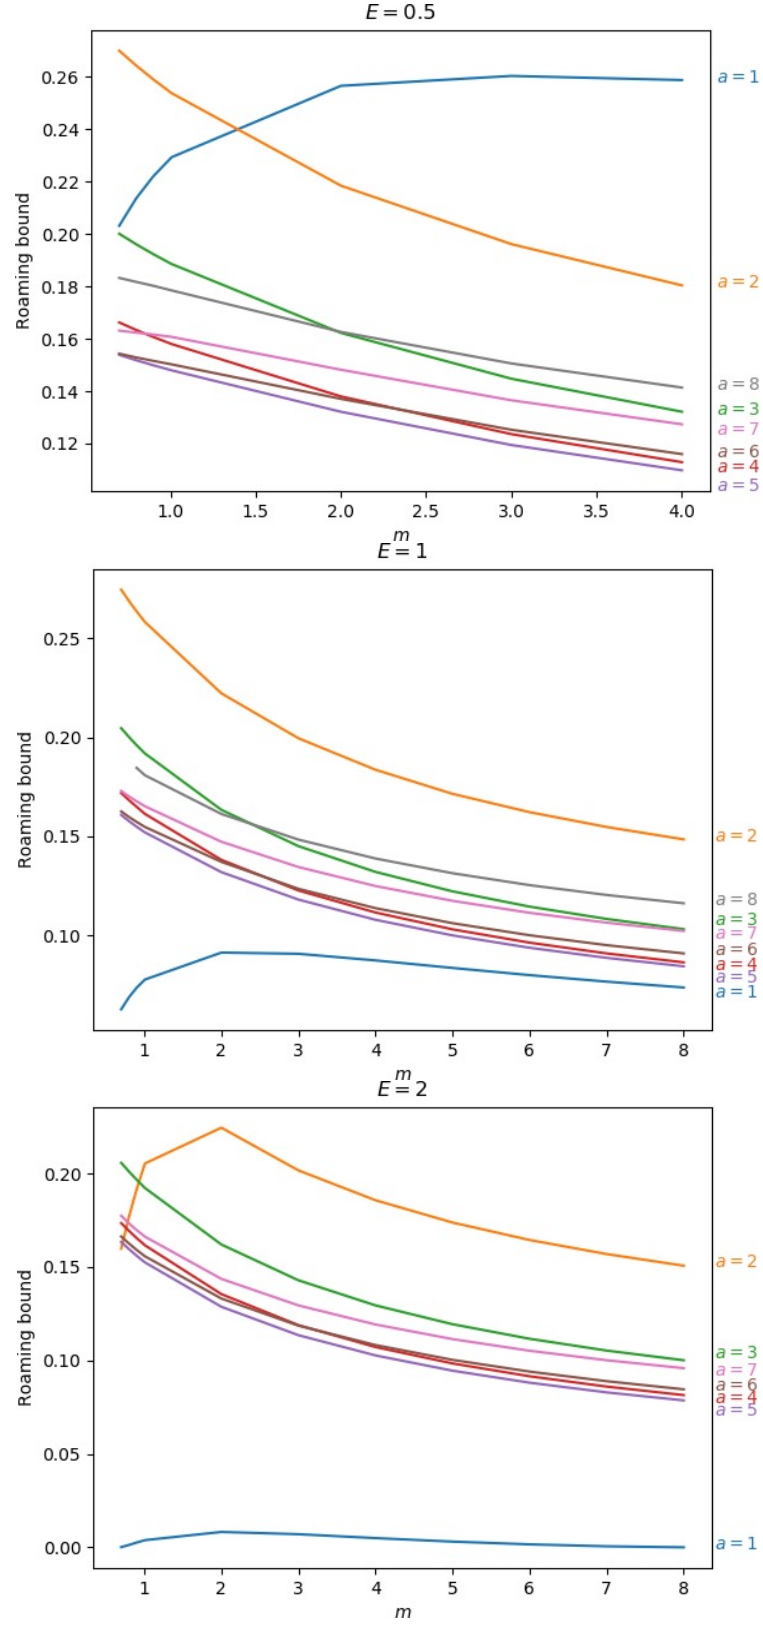 E = 0.5
Roaming bound
0.26
0.24
0.22
0.20
0.18
0.16
0.14
0.12
a = 1
a = 2
a = 8
a = 3
a = 7
a = 6
a = 4
a = 5
1.0 1.5 2.0 2.5 3.0 3.5 4.0
m
E = 1
Roaming bound
0.25
0.20
0.15
0.10
a = 2
a = 8
a = 3
a = 7
a = 6
a = 4
a = 5
a = 1
1 2 3 4 5 6 7 8
m
E = 2
Roaming bound
0.20
0.15
0.10
0.05
0.00
a = 2
a = 3
a = 7
a = 6
a = 4
a = 5
a = 1
1 2 3 4 5 6 7 8
m